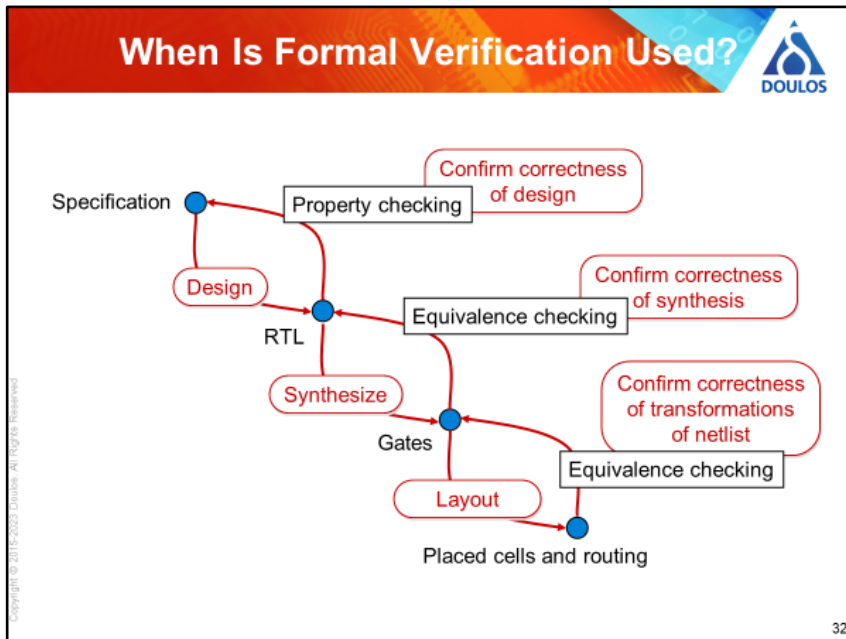 When Is Formal Verification Used?
DOULOS
Confirm correctness
of design
Specification
Property checking
Design
Confirm correctness
of synthesis
Equivalence checking
RTL
Synthesize
Confirm correctness
of transformations
of netlist
Gates
Equivalence checking
Layout
Placed cells and routing
Copyright © 2015-2023 Doulos. All Rights Reserved
32